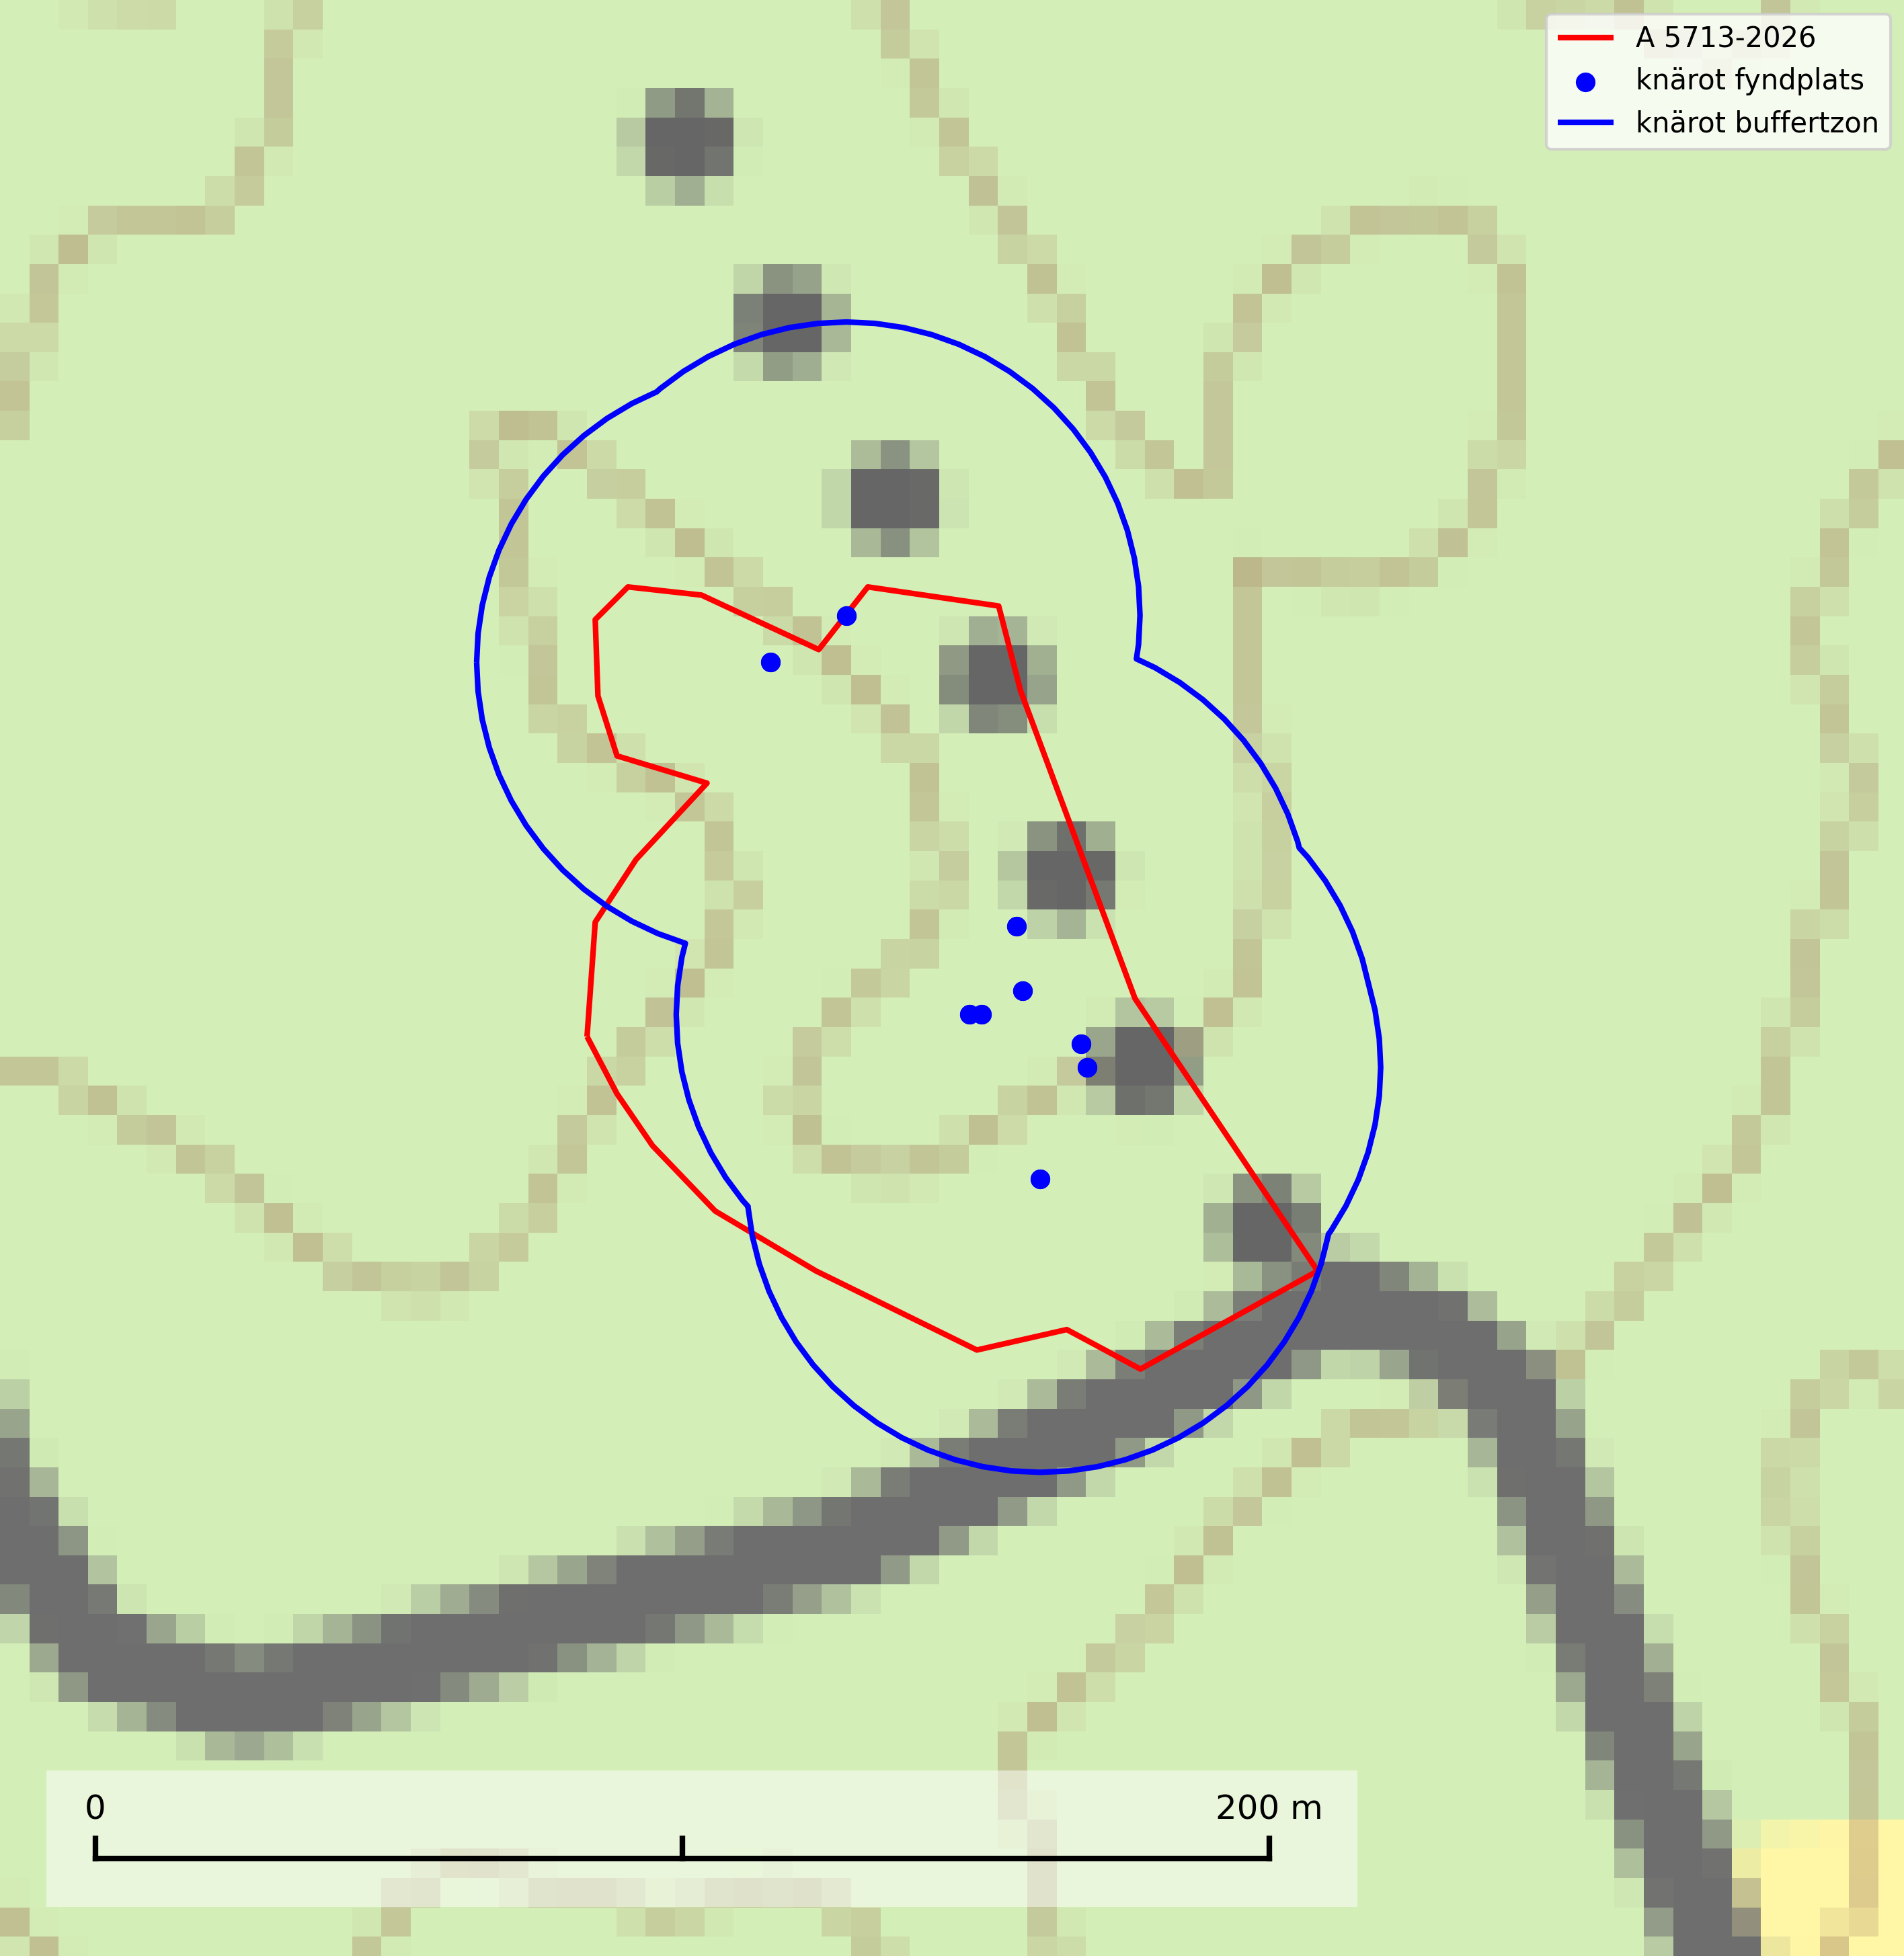 A 5713-2026
knärot fyndplats
knärot buffertzon
0 200 m